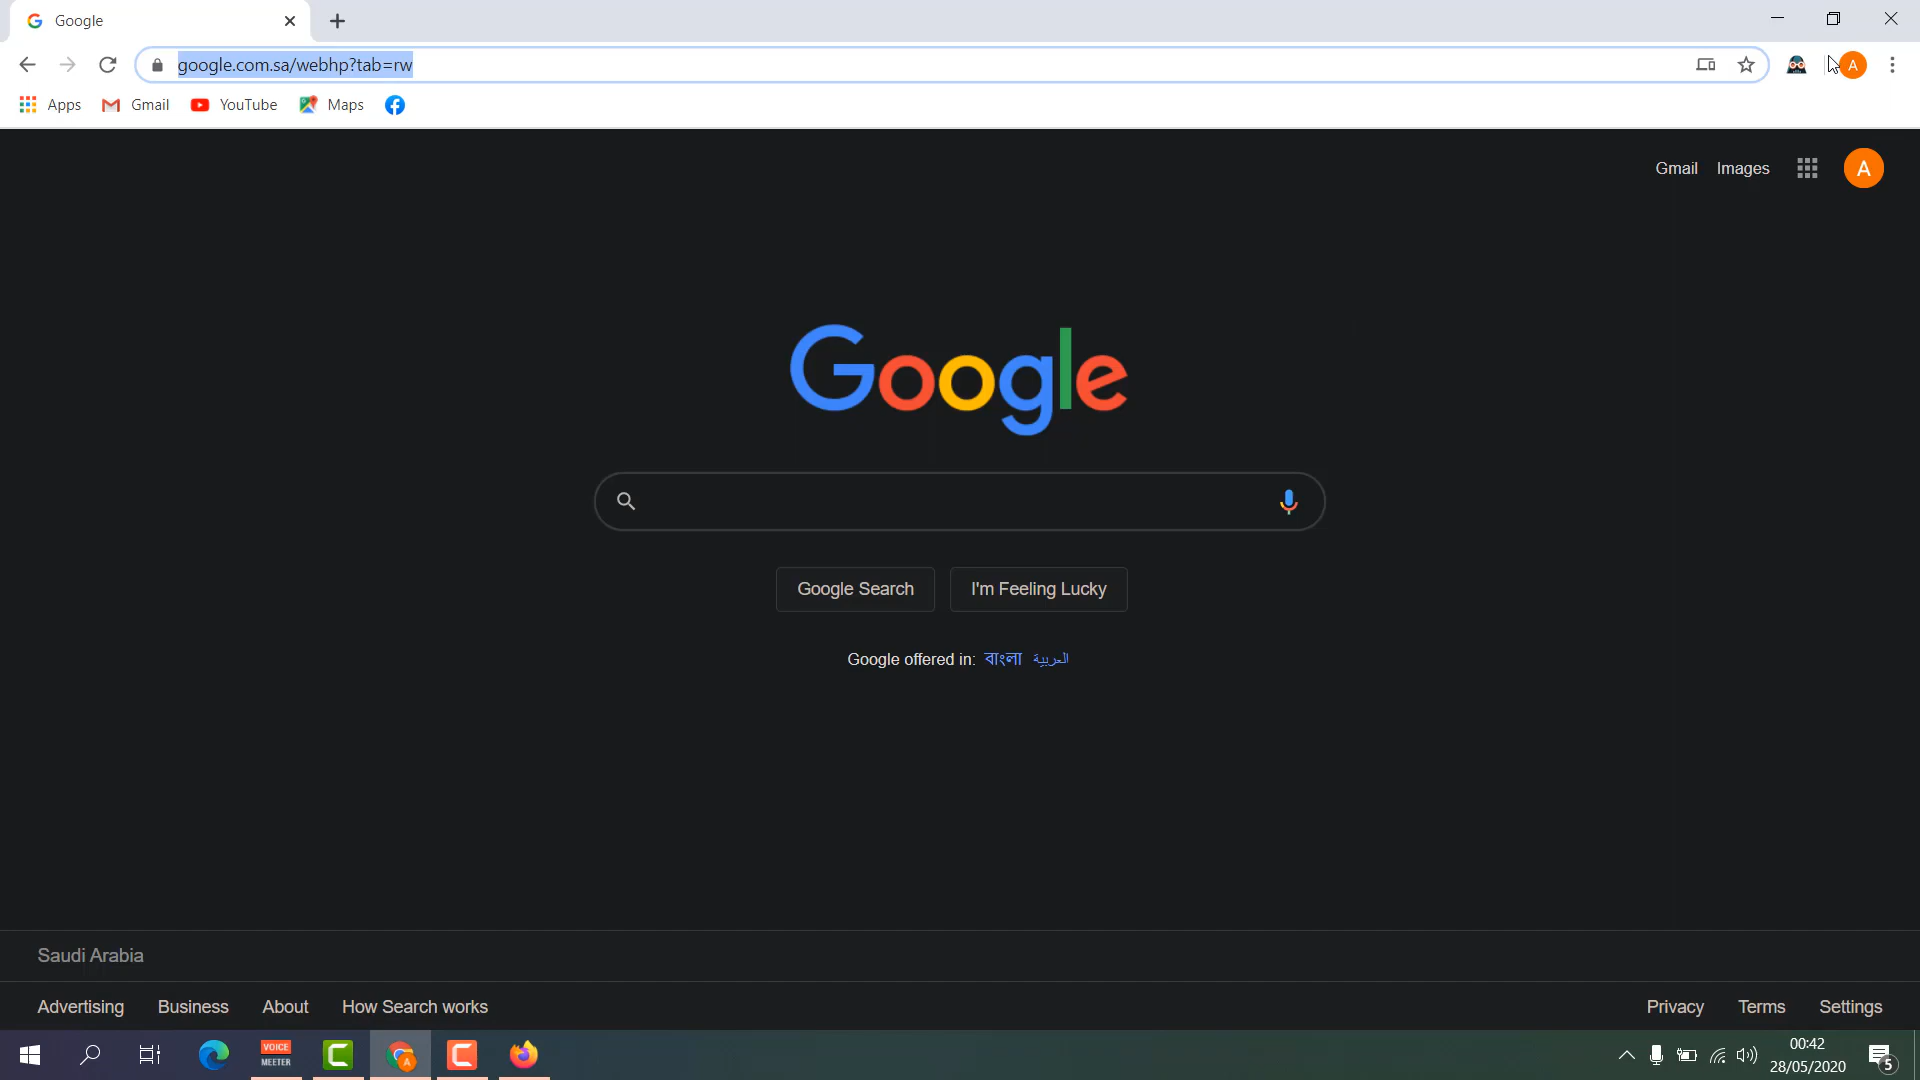 Google
google.com.sa/webhp?tab=rw
A
Apps Gmail YouTube Maps
Gmail Images A
Google
Google Search I'm Feeling Lucky
Google offered in: বাংলা العربية
Saudi Arabia
Advertising Business About How Search works
Privacy Terms Settings
VOICE
MEETER
A
00:42
28/05/2020
5